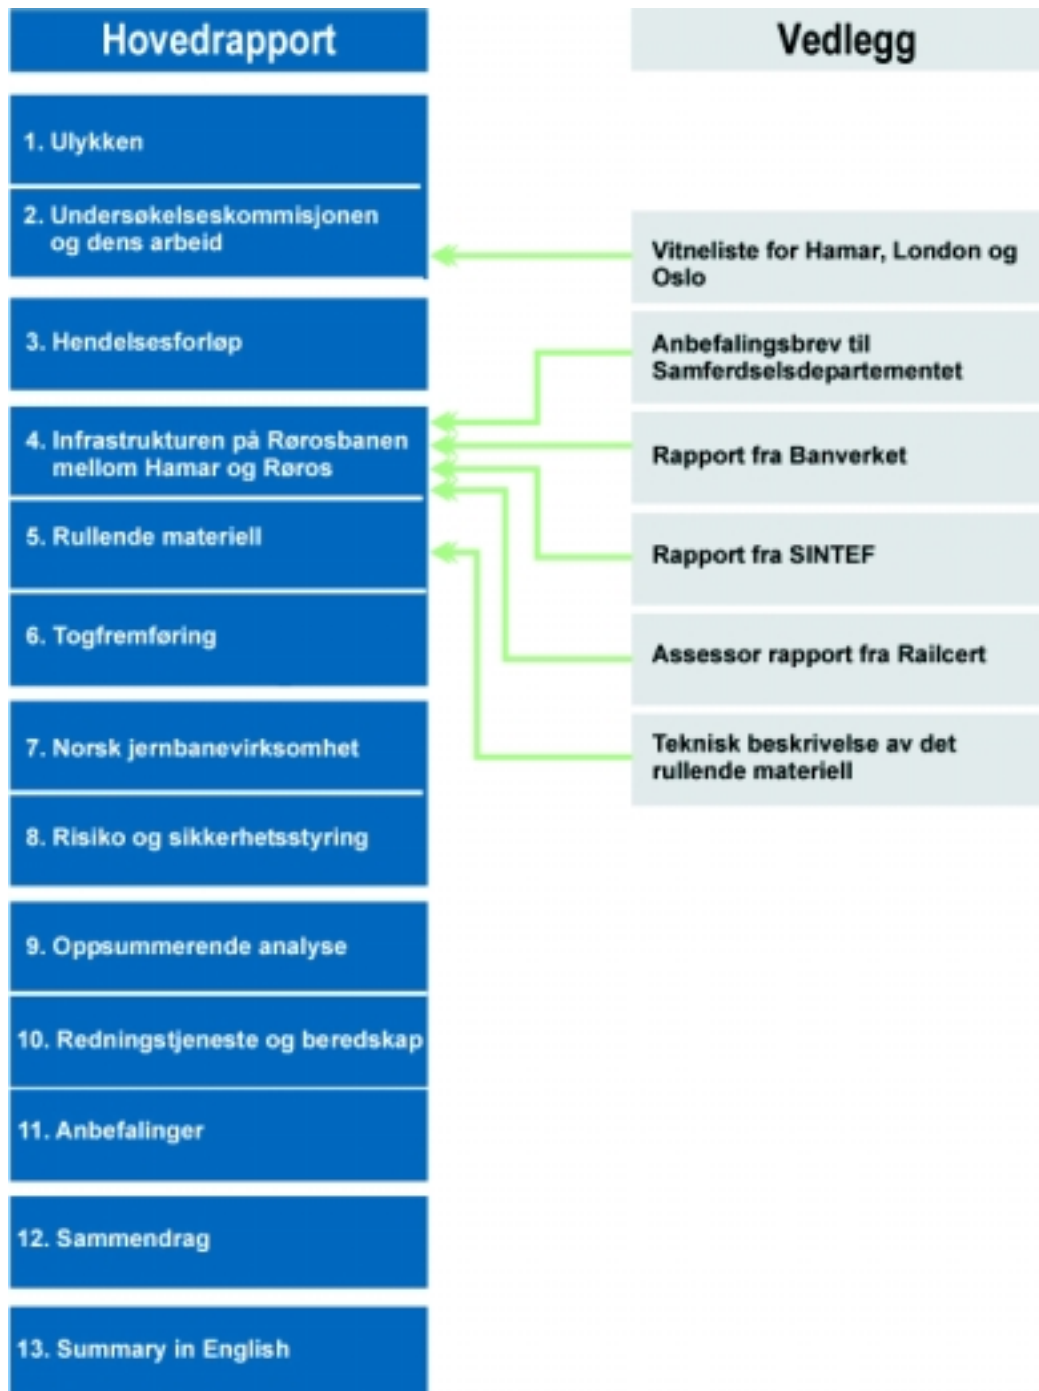 Hovedrapport
1. Ulykken
2. Undersøkelseskommisjonen
og dens arbeid
3. Hendelsesforløp
4. Infrastrukturen på Rørosbanen
mellom Hamar og Røros
5. Rullende materiell
6. Togfremføring
7. Norsk jernbanevirksomhet
8. Risiko og sikkerhetsstyring
9. Oppsummerende analyse
10. Redningstjeneste og beredskap
11. Anbefalinger
12. Sammendrag
13. Summary in English
Vedlegg
Vitneliste for Hamar, London og
Oslo
Anbefalingsbrev til
Samferdselsdepartementet
Rapport fra Banverket
Rapport fra SINTEF
Assessor rapport fra Railcert
Teknisk beskrivelse av det
rullende materiell